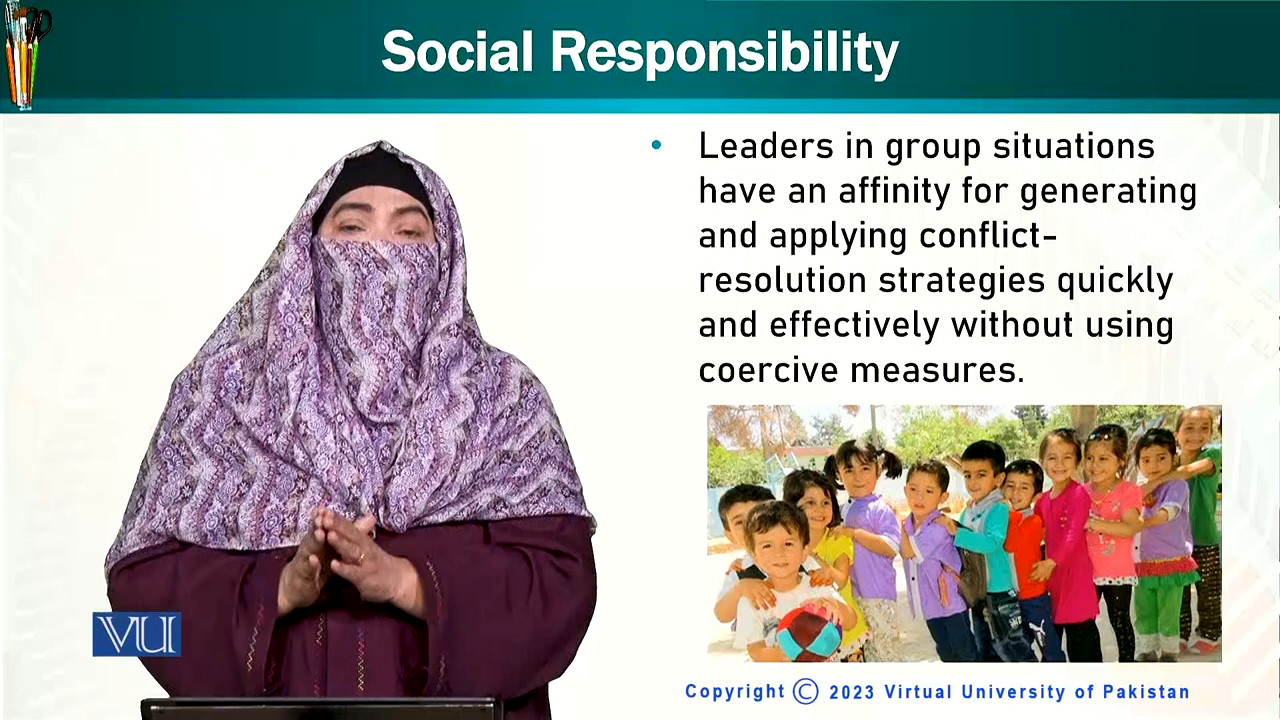 Social Responsibility
• Leaders in group situations
have an affinity for generating
and applying conflict-
resolution strategies quickly
and effectively without using
coercive measures.
VU
Copyright © 2023 Virtual University of Pakistan